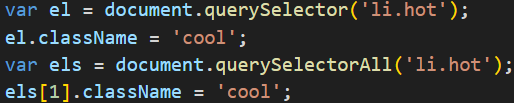 var el = document.querySelector('li.hot');
el.className = 'cool';
var els = document.querySelectorAll('li.hot');
els[1].className = 'cool';